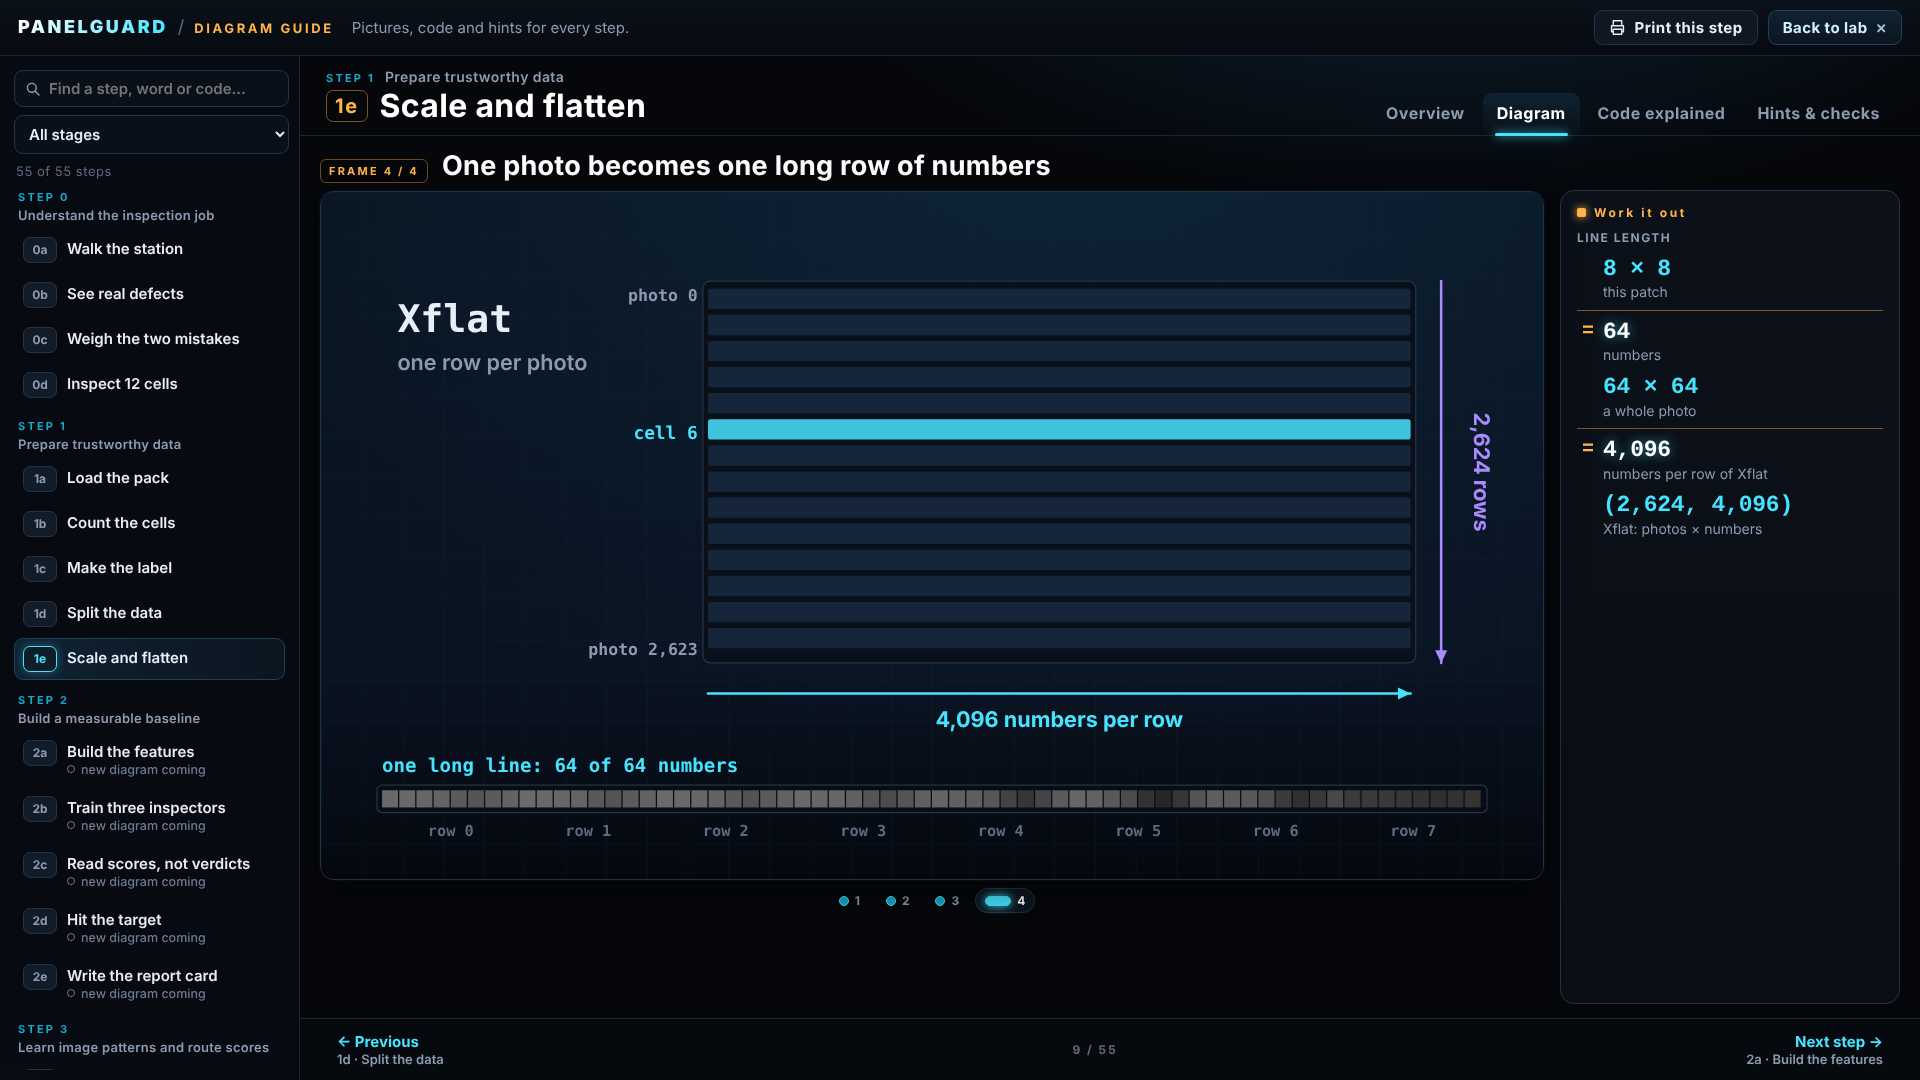 PANELGUARD / DIAGRAM GUIDE Pictures, code and hints for every step.
Print this step
Back to lab ×
Find a step, word or code...
All stages
55 of 55 steps
STEP 0
Understand the inspection job
0a Walk the station
0b See real defects
0c Weigh the two mistakes
0d Inspect 12 cells
STEP 1
Prepare trustworthy data
1a Load the pack
1b Count the cells
1c Make the label
1d Split the data
1e Scale and flatten
STEP 2
Build a measurable baseline
2a Build the features
new diagram coming
2b Train three inspectors
new diagram coming
2c Read scores, not verdicts
new diagram coming
2d Hit the target
new diagram coming
2e Write the report card
new diagram coming
STEP 3
Learn image patterns and route scores
STEP 1 Prepare trustworthy data
1e Scale and flatten
Overview
Diagram
Code explained
Hints & checks
FRAME 4 / 4 One photo becomes one long row of numbers
Xflat
one row per photo
photo 0
cell 6
photo 2,623
2,624 rows
4,096 numbers per row
one long line: 64 of 64 numbers
row 0 row 1 row 2 row 3 row 4 row 5 row 6 row 7
1 2 3 4
Work it out
LINE LENGTH
8 × 8
this patch
= 64
numbers
64 × 64
a whole photo
= 4,096
numbers per row of Xflat
(2,624, 4,096)
Xflat: photos × numbers
← Previous
1d · Split the data
9 / 55
Next step →
2a · Build the features